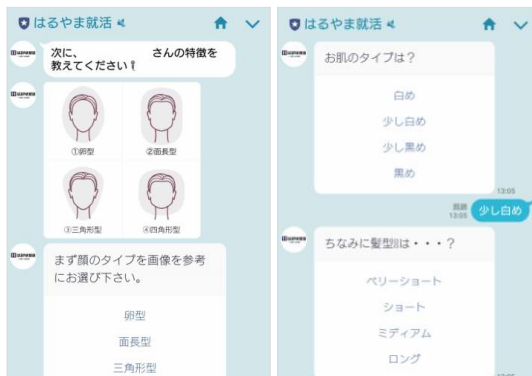 はるやま就活
次に、 さんの特徴を
教えてください！
①卵型
②面長型
③三角形型
④四角形型
まず顔のタイプを画像を参考
にお選び下さい。
卵型
面長型
三角形型
はるやま就活
お肌のタイプは？
白め
少し白め
少し黒め
黒め
13:05
既読
13:05
少し白め
ちなみに髪型は・・・？
ベリーショート
ショート
ミディアム
ロング